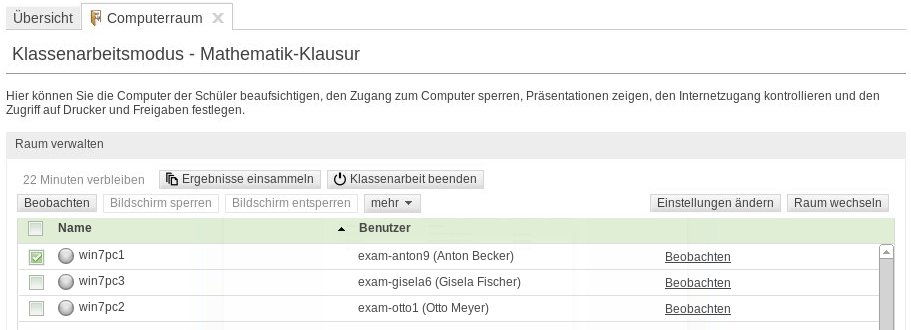 Übersicht Computerraum
Klassenarbeitsmodus - Mathematik-Klausur
Hier können Sie die Computer der Schüler beaufsichtigen, den Zugang zum Computer sperren, Präsentationen zeigen, den Internetzugang kontrollieren und den
Zugriff auf Drucker und Freigaben festlegen.
Raum verwalten
22 Minuten verbleiben Ergebnisse einsammeln Klassenarbeit beenden
Beobachten Bildschirm sperren Bildschirm entsperren mehr Einstellungen ändern Raum wechseln
Name Benutzer
win7pc1 exam-anton9 (Anton Becker) Beobachten
win7pc3 exam-gisela6 (Gisela Fischer) Beobachten
win7pc2 exam-otto1 (Otto Meyer) Beobachten